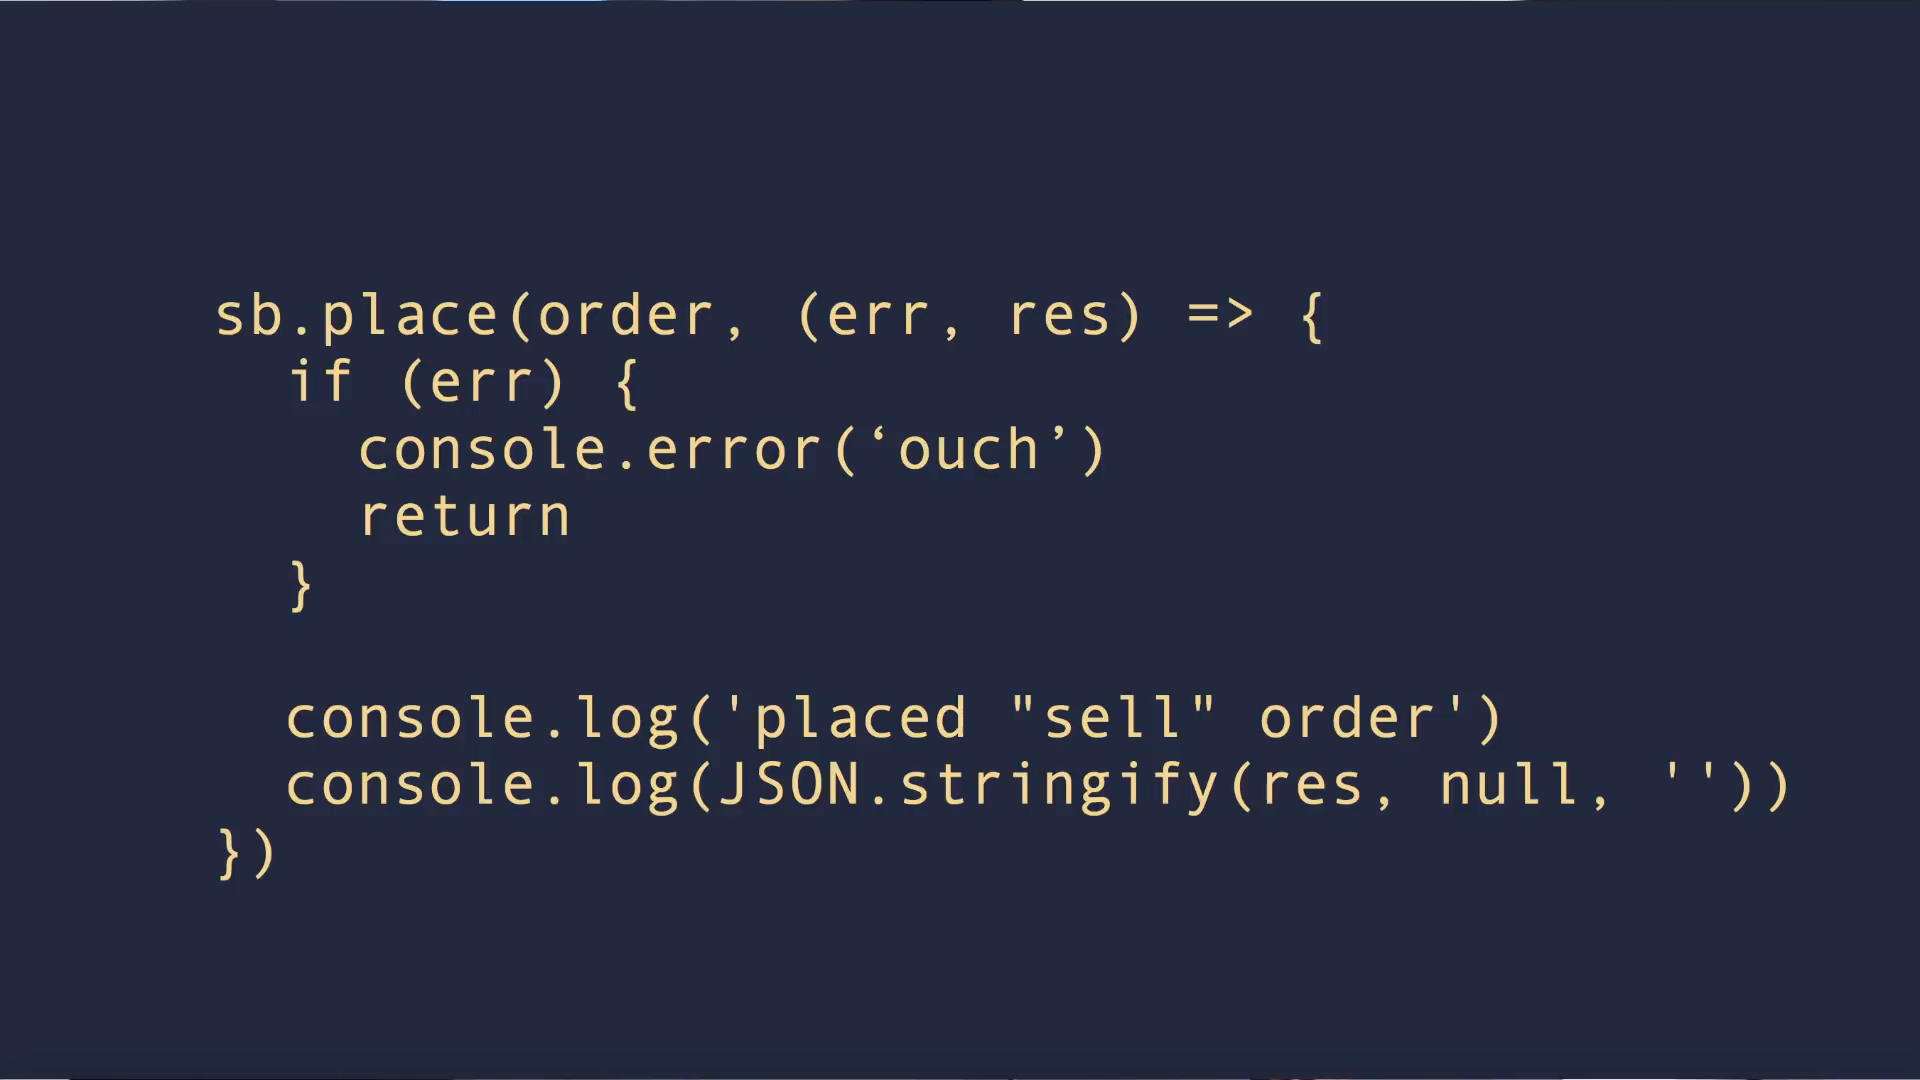 sb.place(order, (err, res) => {
  if (err) {
    console.error(‘ouch’)
    return
  }

  console.log('placed "sell" order')
  console.log(JSON.stringify(res, null, ''))
})